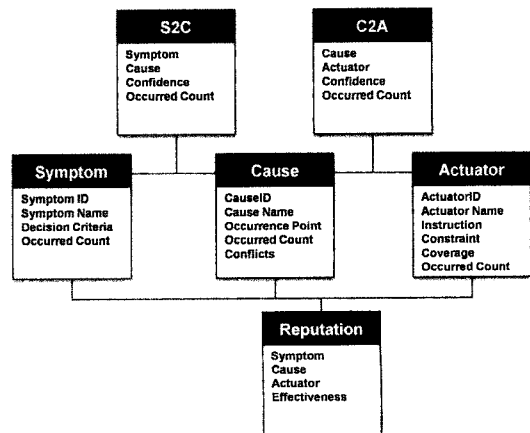 S2C
Symptom
Cause
Confidence
Occurred Count
C2A
Cause
Actuator
Confidence
Occurred Count
Symptom
Symptom ID
Symptom Name
Decision Criteria
Occurred Count
Cause
CauseID
Cause Name
Occurrence Point
Occurred Count
Conflicts
Actuator
ActuatorID
Actuator Name
Instruction
Constraint
Coverage
Occurred Count
Reputation
Symptom
Cause
Actuator
Effectiveness